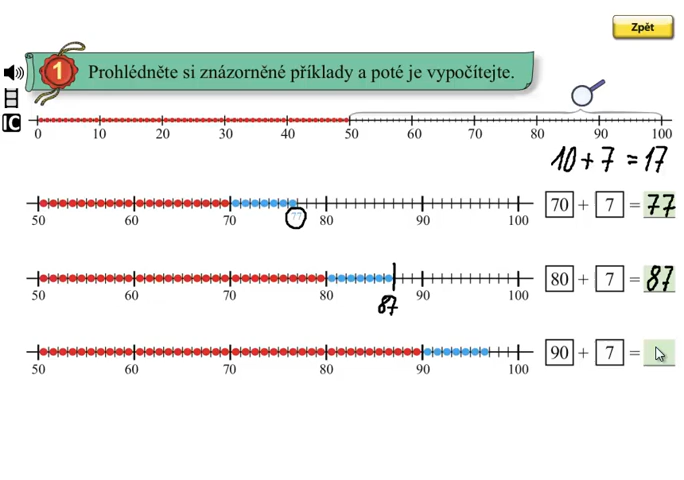 Zpět
1 Prohlédněte si znázorněné příklady a poté je vypočítejte.
0 10 20 30 40 50 60 70 80 90 100
10 + 7 = 17
70 + 7 = 77
77
50 60 70 80 90 100
80 + 7 = 87
50 60 70 80 90 100
87
90 + 7 =
50 60 70 80 90 100